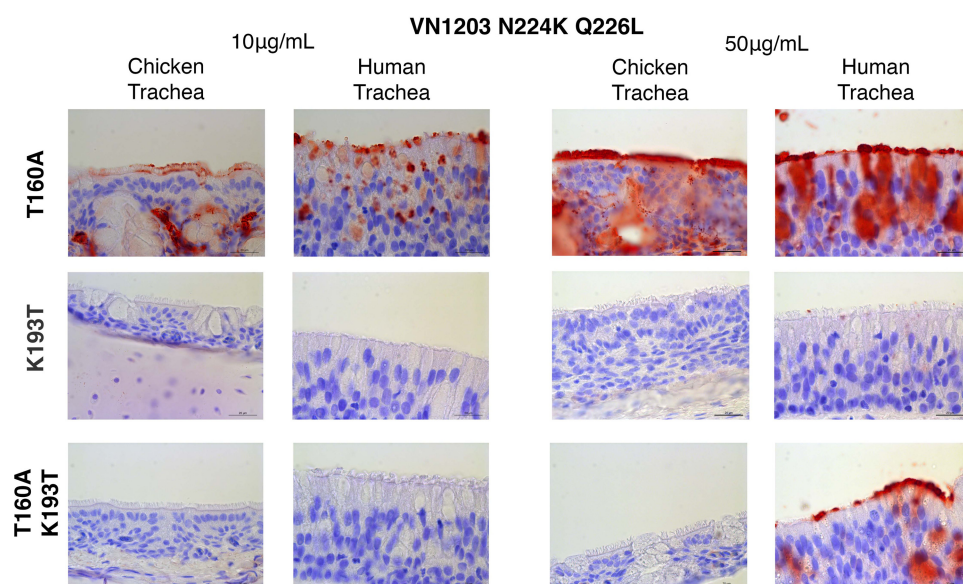 VN1203 N224K Q226L
10µg/mL
50µg/mL
Chicken
Trachea
Human
Trachea
Chicken
Trachea
Human
Trachea
T160A
K193T
T160A
K193T